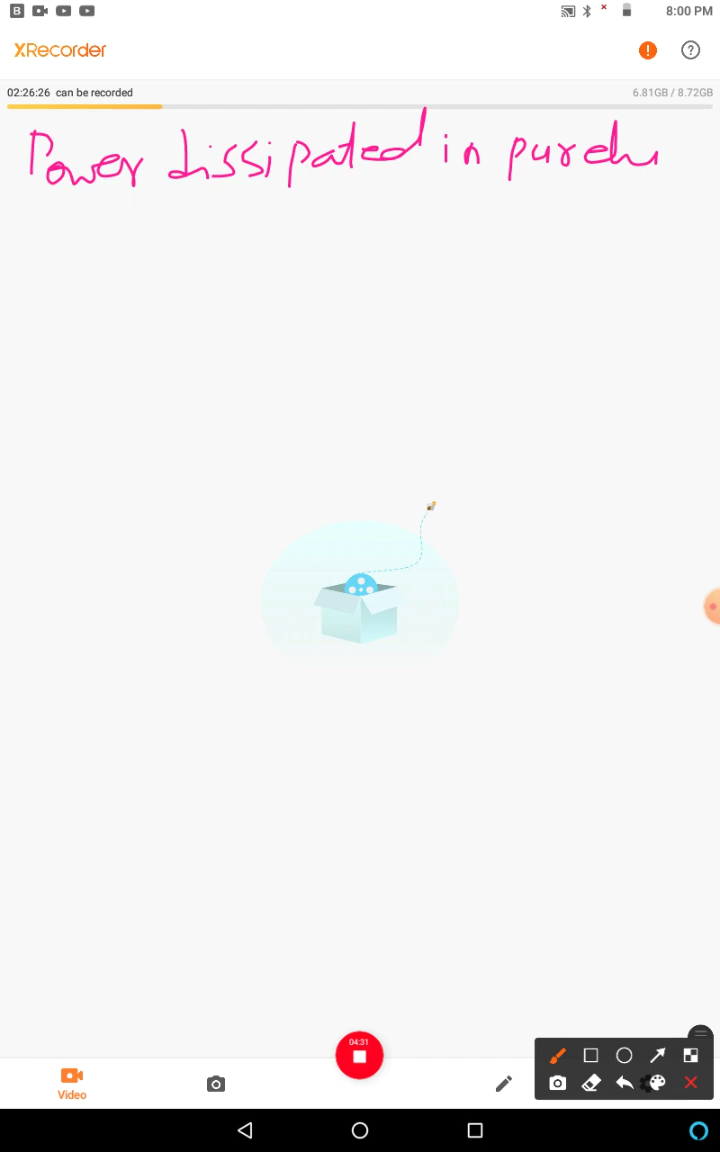 B
8:00 PM
XRecorder
02:26:26 can be recorded
6.81GB / 8.72GB
Power dissipated in pure
04:31
Video